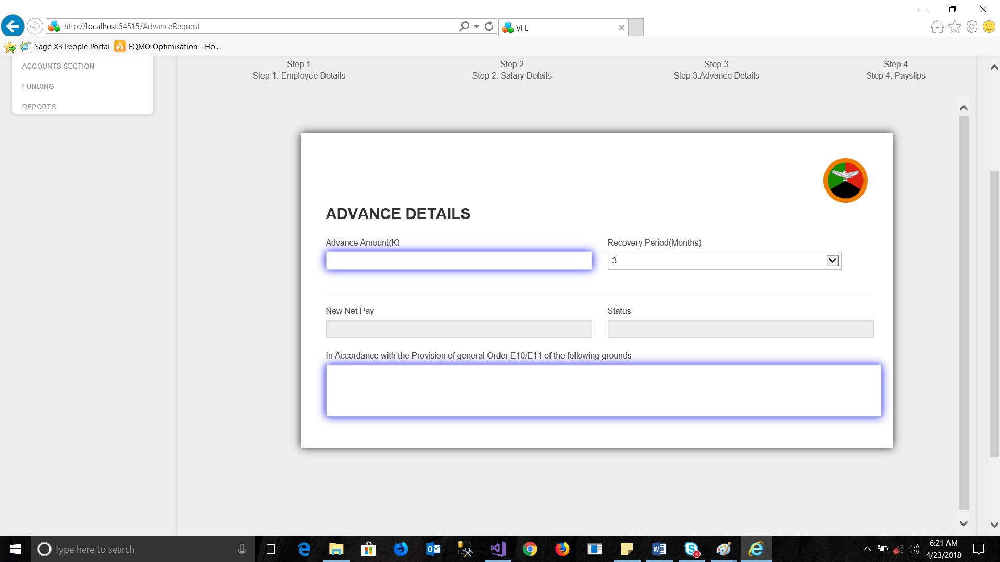 http://localhost:54515/AdvanceRequest
VFL
Sage X3 People Portal
FQMO Optimisation - Ho...
ACCOUNTS SECTION
FUNDING
REPORTS
Step 1
Step 1: Employee Details
Step 2
Step 2: Salary Details
Step 3
Step 3:Advance Details
Step 4
Step 4: Payslips
ADVANCE DETAILS
Advance Amount(K)
Recovery Period(Months)
3
New Net Pay
Status
In Accordance with the Provision of general Order E10/E11 of the following grounds
Type here to search
6:21 AM
4/23/2018